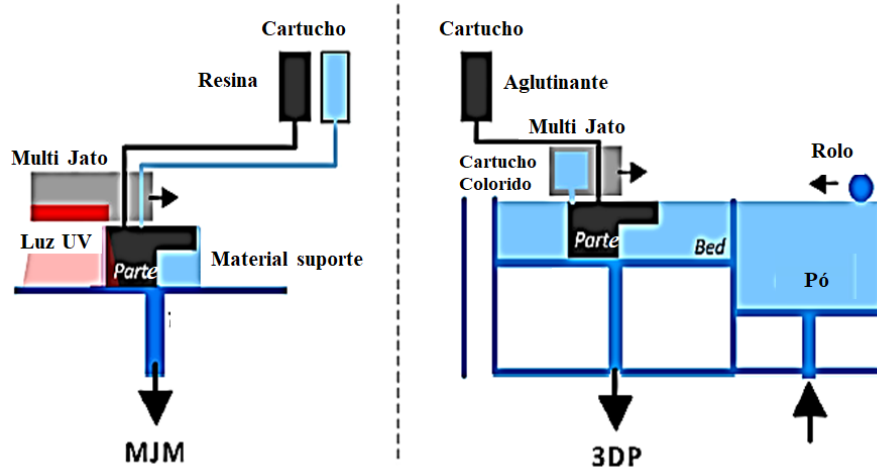 Cartucho
Resina
Multi Jato
Luz UV
Parte
Material suporte
MJM
Cartucho
Aglutinante
Multi Jato
Cartucho
Colorido
Rolo
Parte
Bed
Pó
3DP